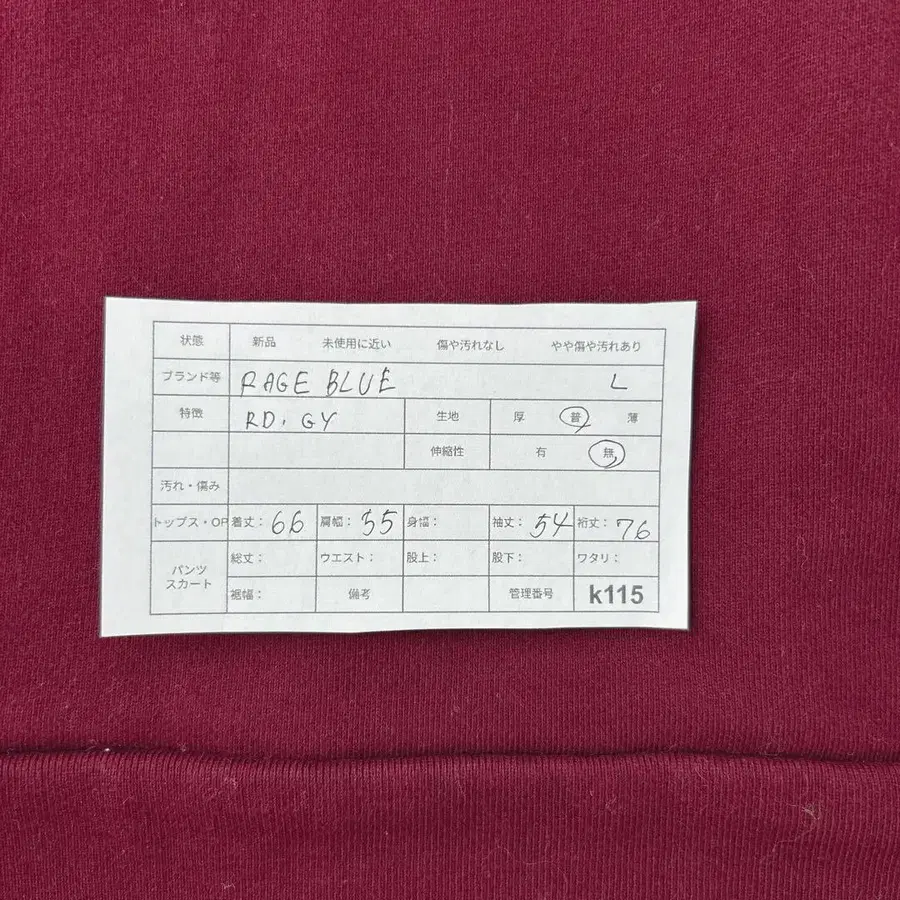 状態 新品 未使用に近い 傷や汚れなし やや傷や汚れあり
ブランド等 RAGE BLUE L
特徴 RD, GY 生地 厚 普 薄
伸縮性 有 無
汚れ・傷み
トップス・OP 着丈: 66 肩幅: 55 身幅: 袖丈: 54 裄丈: 76
パンツ 総丈: ウエスト: 股上: 股下: ワタリ:
スカート 裾幅: 備考 管理番号 k115